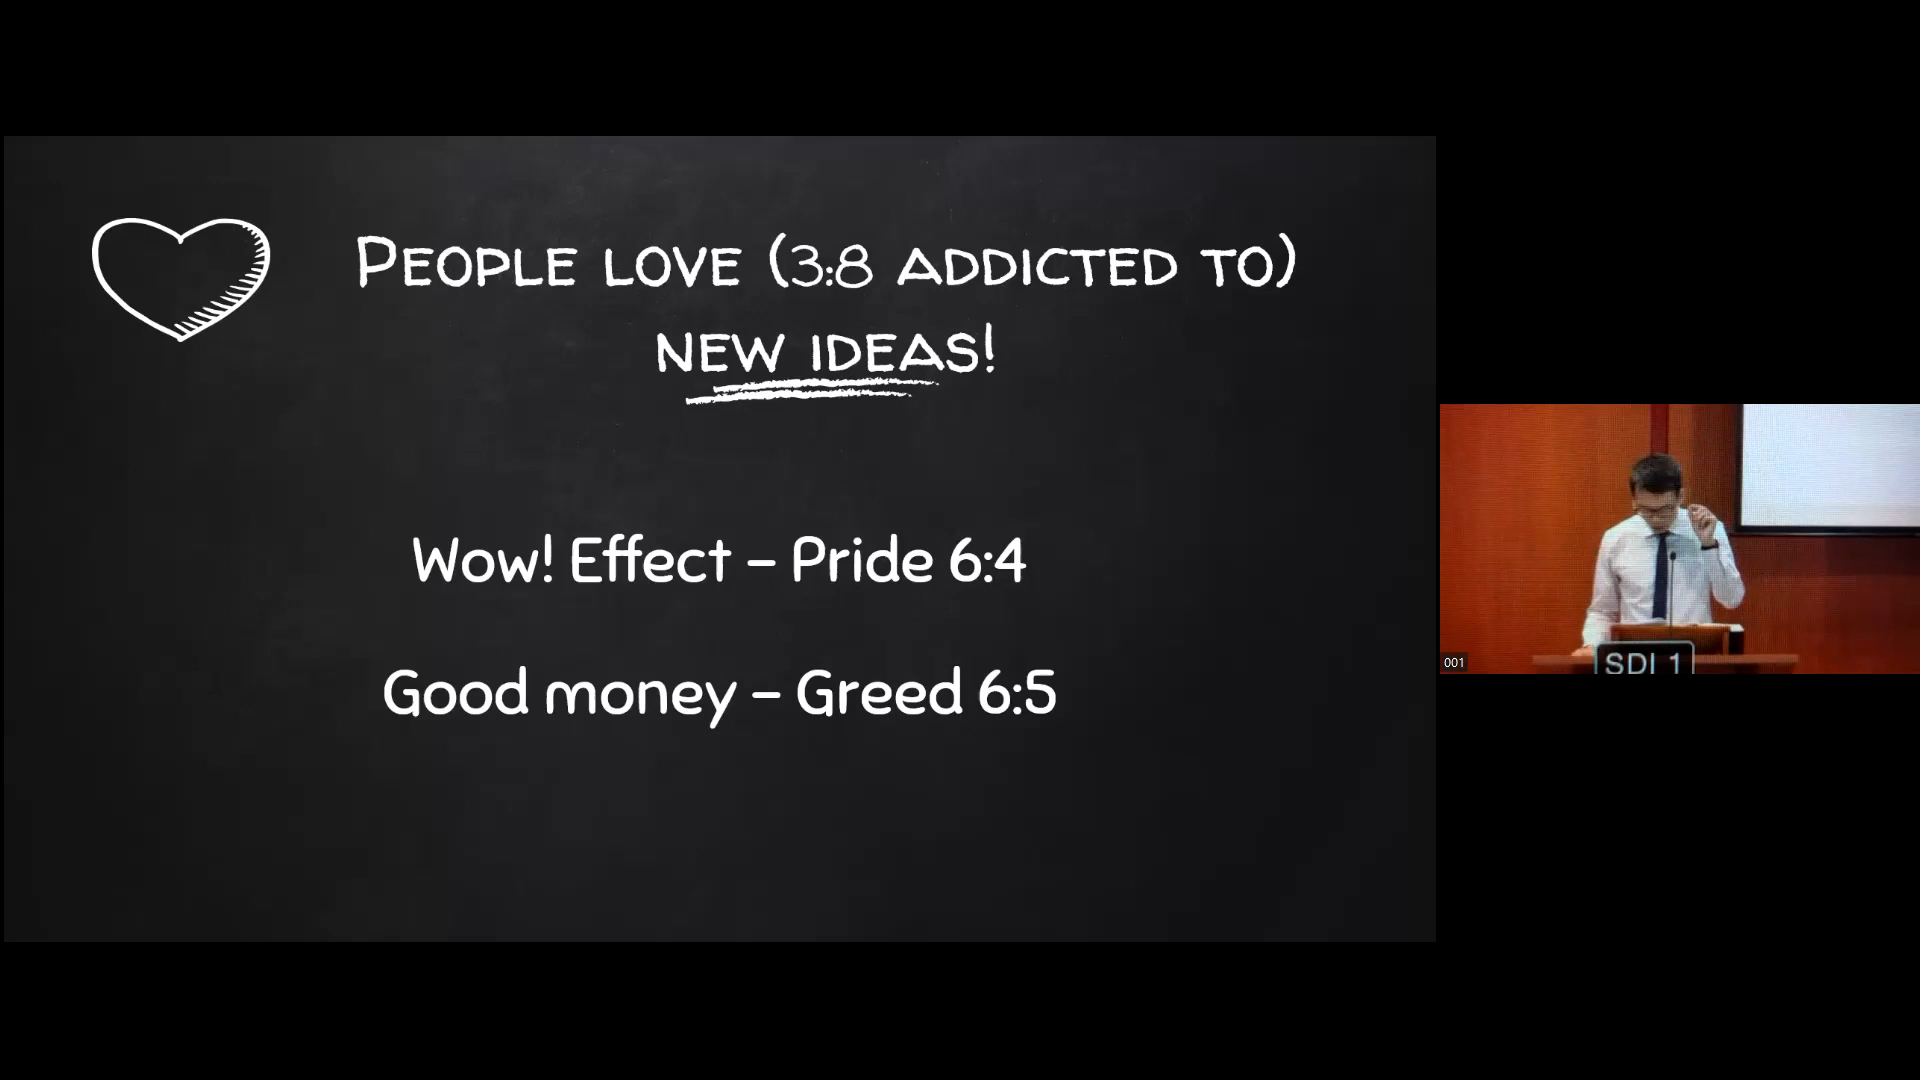 PEOPLE LOVE (3:8 ADDICTED TO)
NEW IDEAS!
Wow! Effect – Pride 6:4
Good money – Greed 6:5
001
SDI 1